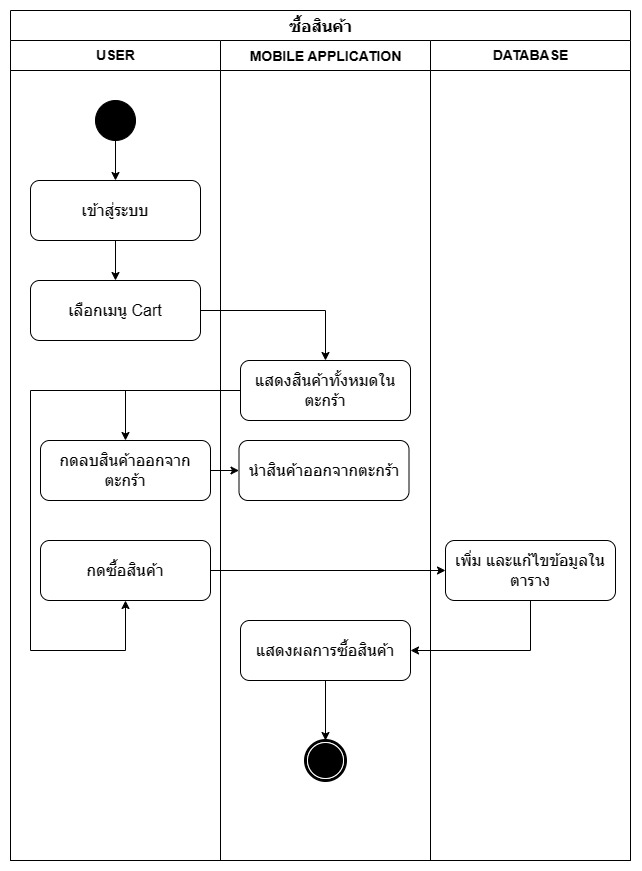 ซื้อสินค้า
USER
MOBILE APPLICATION
DATABASE
เข้าสู่ระบบ
เลือกเมนู Cart
แสดงสินค้าทั้งหมดใน
ตะกร้า
กดลบสินค้าออกจาก
ตะกร้า
นำสินค้าออกจากตะกร้า
กดซื้อสินค้า
เพิ่ม และแก้ไขข้อมูลใน
ตาราง
แสดงผลการซื้อสินค้า